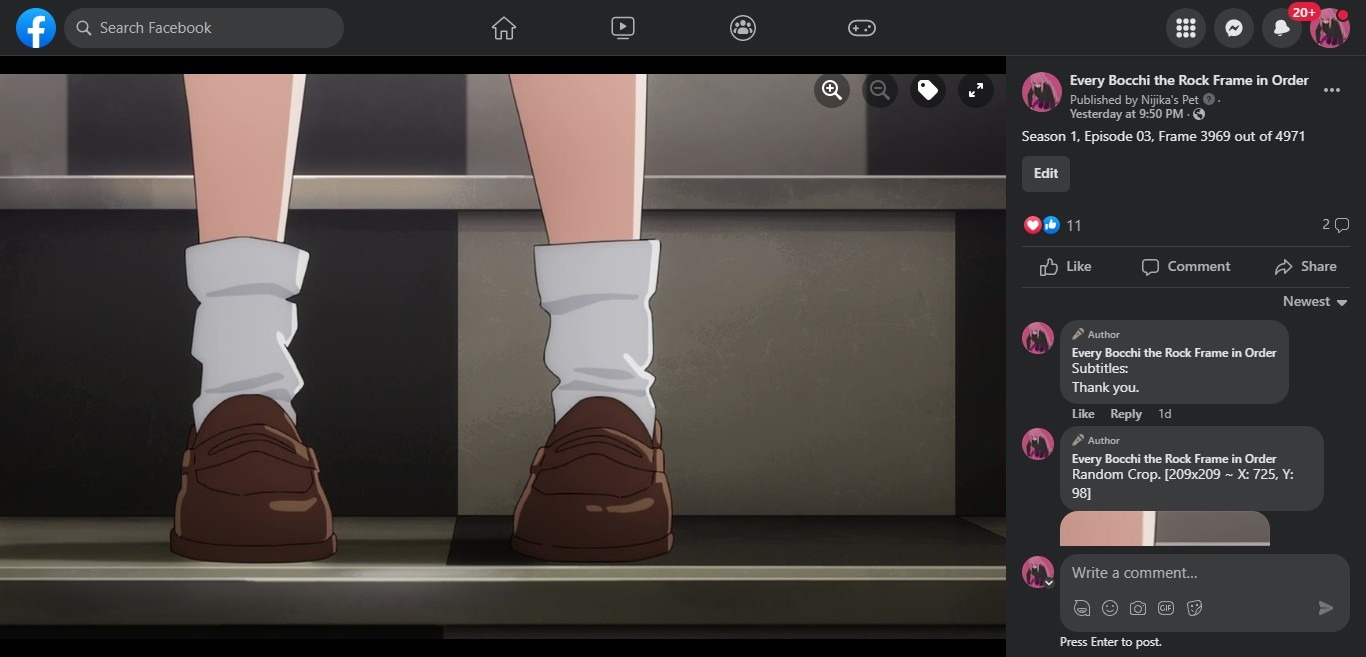 Search Facebook
20+
Every Bocchi the Rock Frame in Order
Published by Nijika's Pet ·
Yesterday at 9:50 PM ·
Season 1, Episode 03, Frame 3969 out of 4971
Edit
11
2
Like
Comment
Share
Newest
Author
Every Bocchi the Rock Frame in Order
Subtitles:
Thank you.
Like Reply 1d
Author
Every Bocchi the Rock Frame in Order
Random Crop. [209x209 ~ X: 725, Y:
98]
Write a comment...
GIF
Press Enter to post.